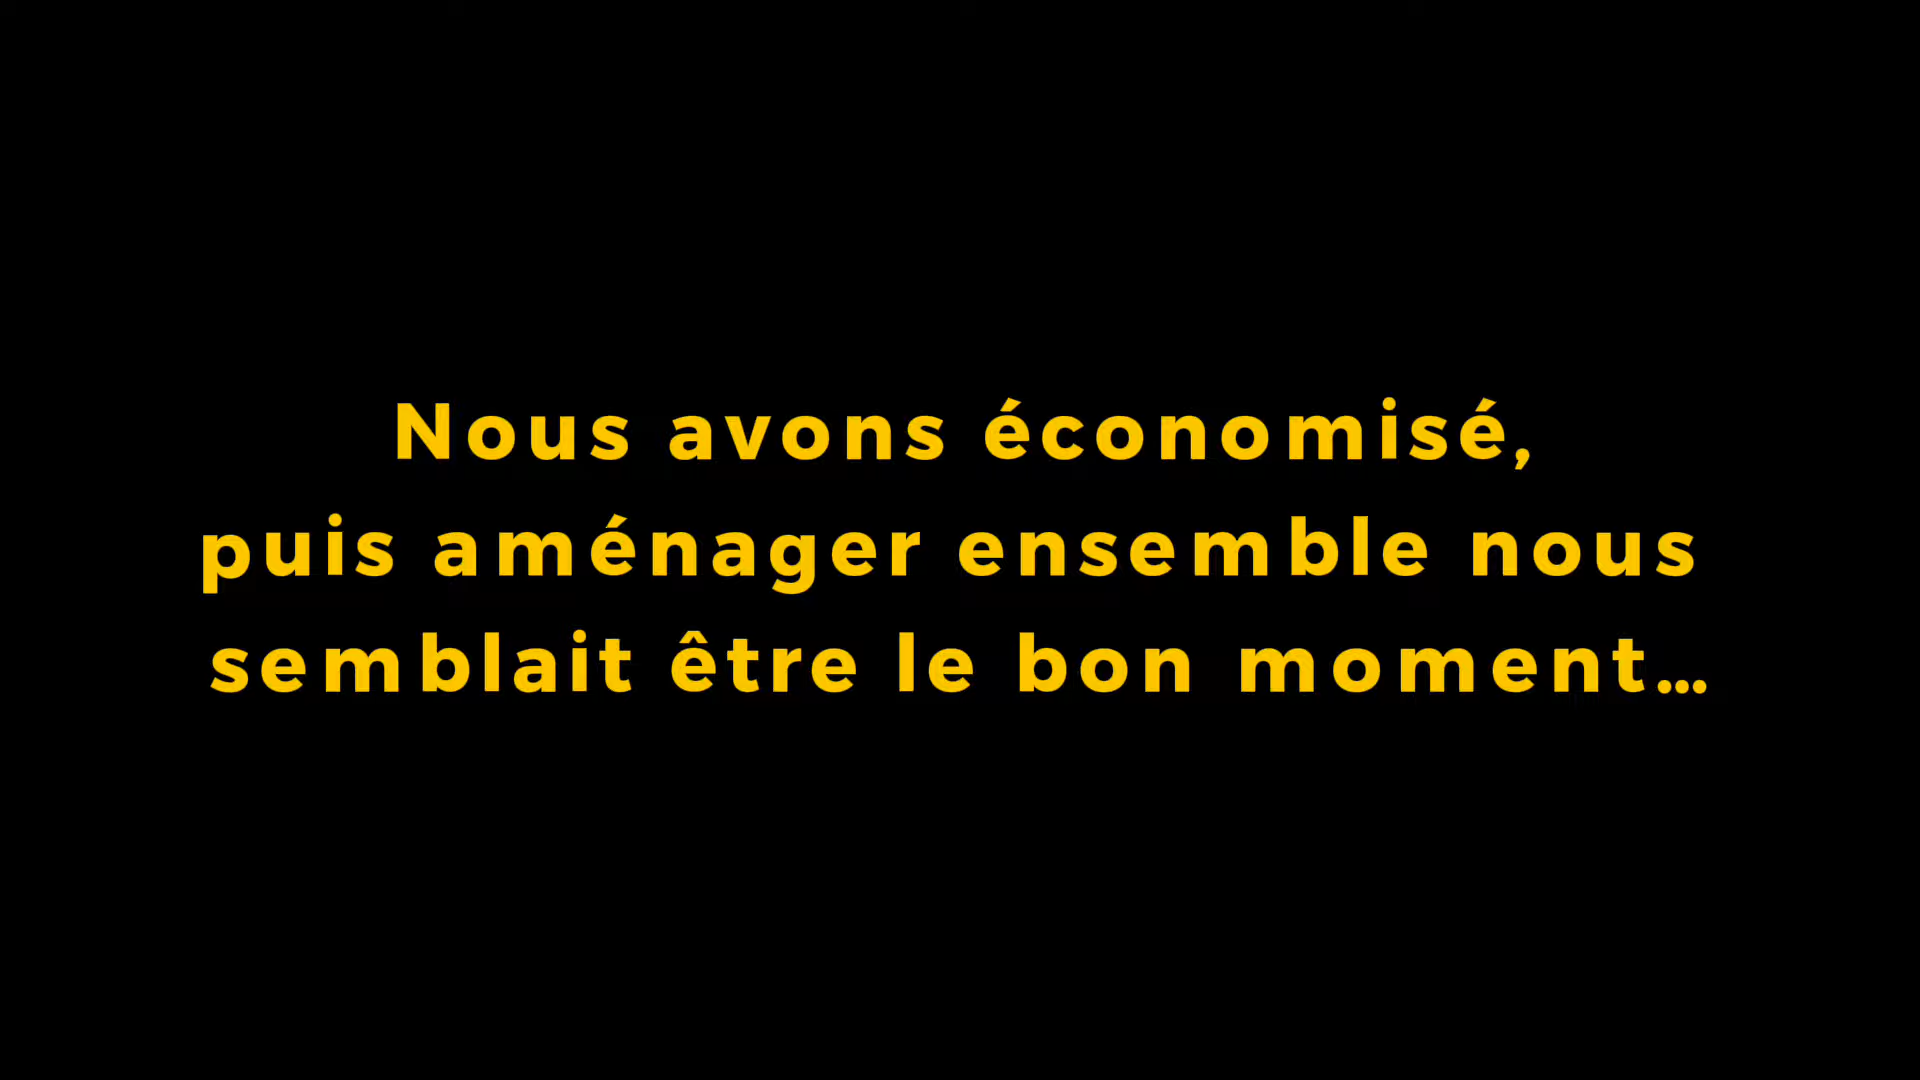 Nous avons économisé,
puis aménager ensemble nous
semblait être le bon moment…